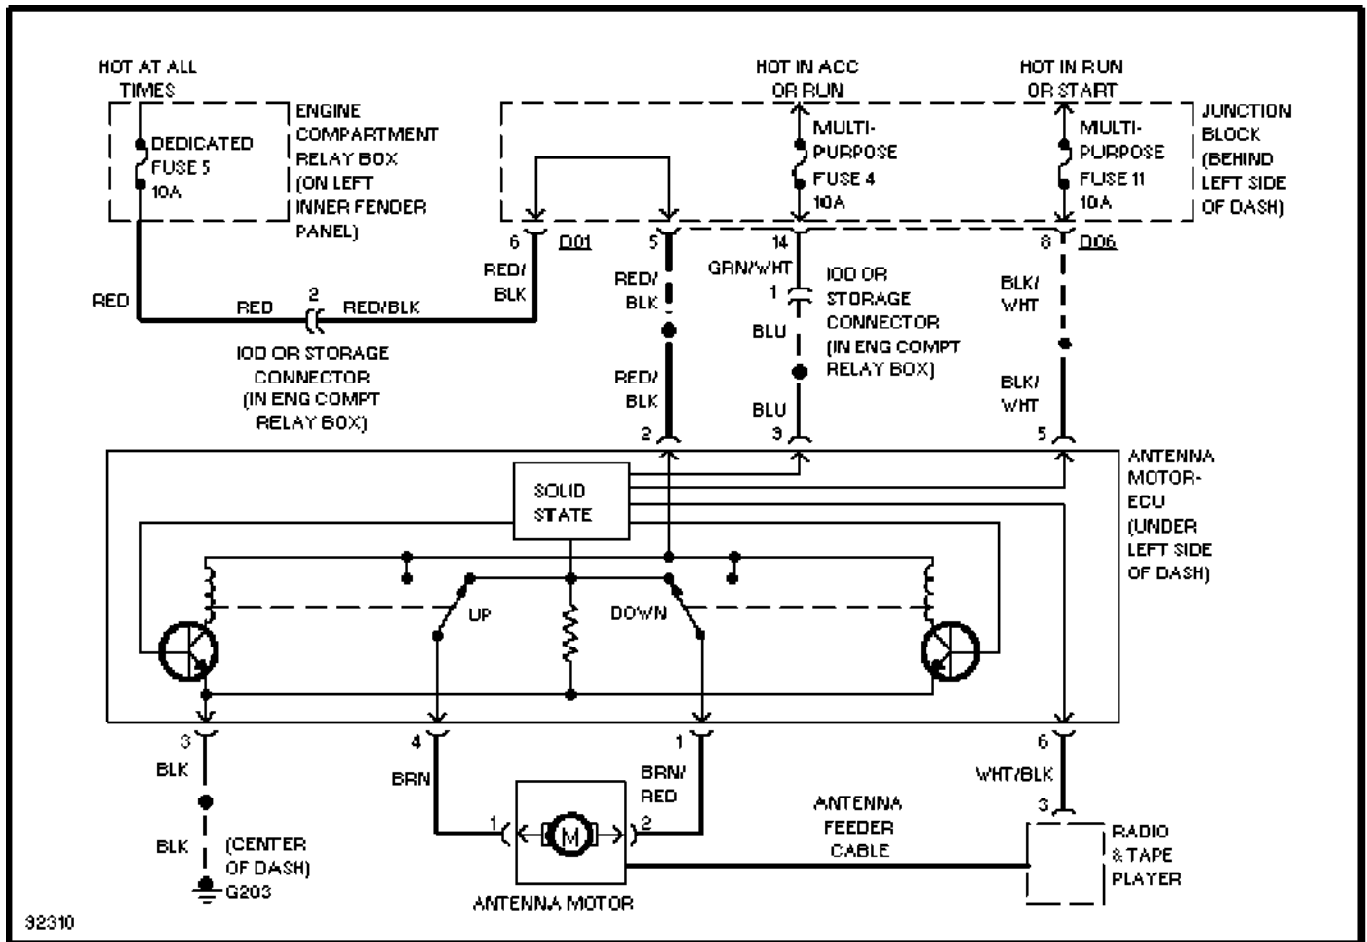 HOT AT ALL
TIMES
DEDICATED
FUSE 5
10A
ENGINE
COMPARTMENT
RELAY BOX
(ON LEFT
INNER FENDER
PANEL)
HOT IN ACC
OR RUN
MULTI-
PURPOSE
FUSE 4
10A
HOT IN RUN
OR START
MULTI-
PURPOSE
FUSE 11
10A
JUNCTION
BLOCK
(BEHIND
LEFT SIDE
OF DASH)
6
D01
5
14
8
D06
RED
RED
2
RED/BLK
RED/
BLK
IOD OR STORAGE
CONNECTOR
(IN ENG COMPT
RELAY BOX)
RED/
BLK
RED/
BLK
2
GRN/WHT
1
IOD OR
STORAGE
CONNECTOR
(IN ENG COMPT
RELAY BOX)
BLU
BLU
9
BLK/
WHT
BLK/
WHT
5
ANTENNA
MOTOR-
ECU
(UNDER
LEFT SIDE
OF DASH)
SOLID
STATE
UP
DOWN
3
4
1
6
BLK
BLK
(CENTER
OF DASH)
G203
BRN
BRN/
RED
WHT/BLK
1
M
2
ANTENNA MOTOR
ANTENNA
FEEDER
CABLE
3
RADIO
& TAPE
PLAYER
92310